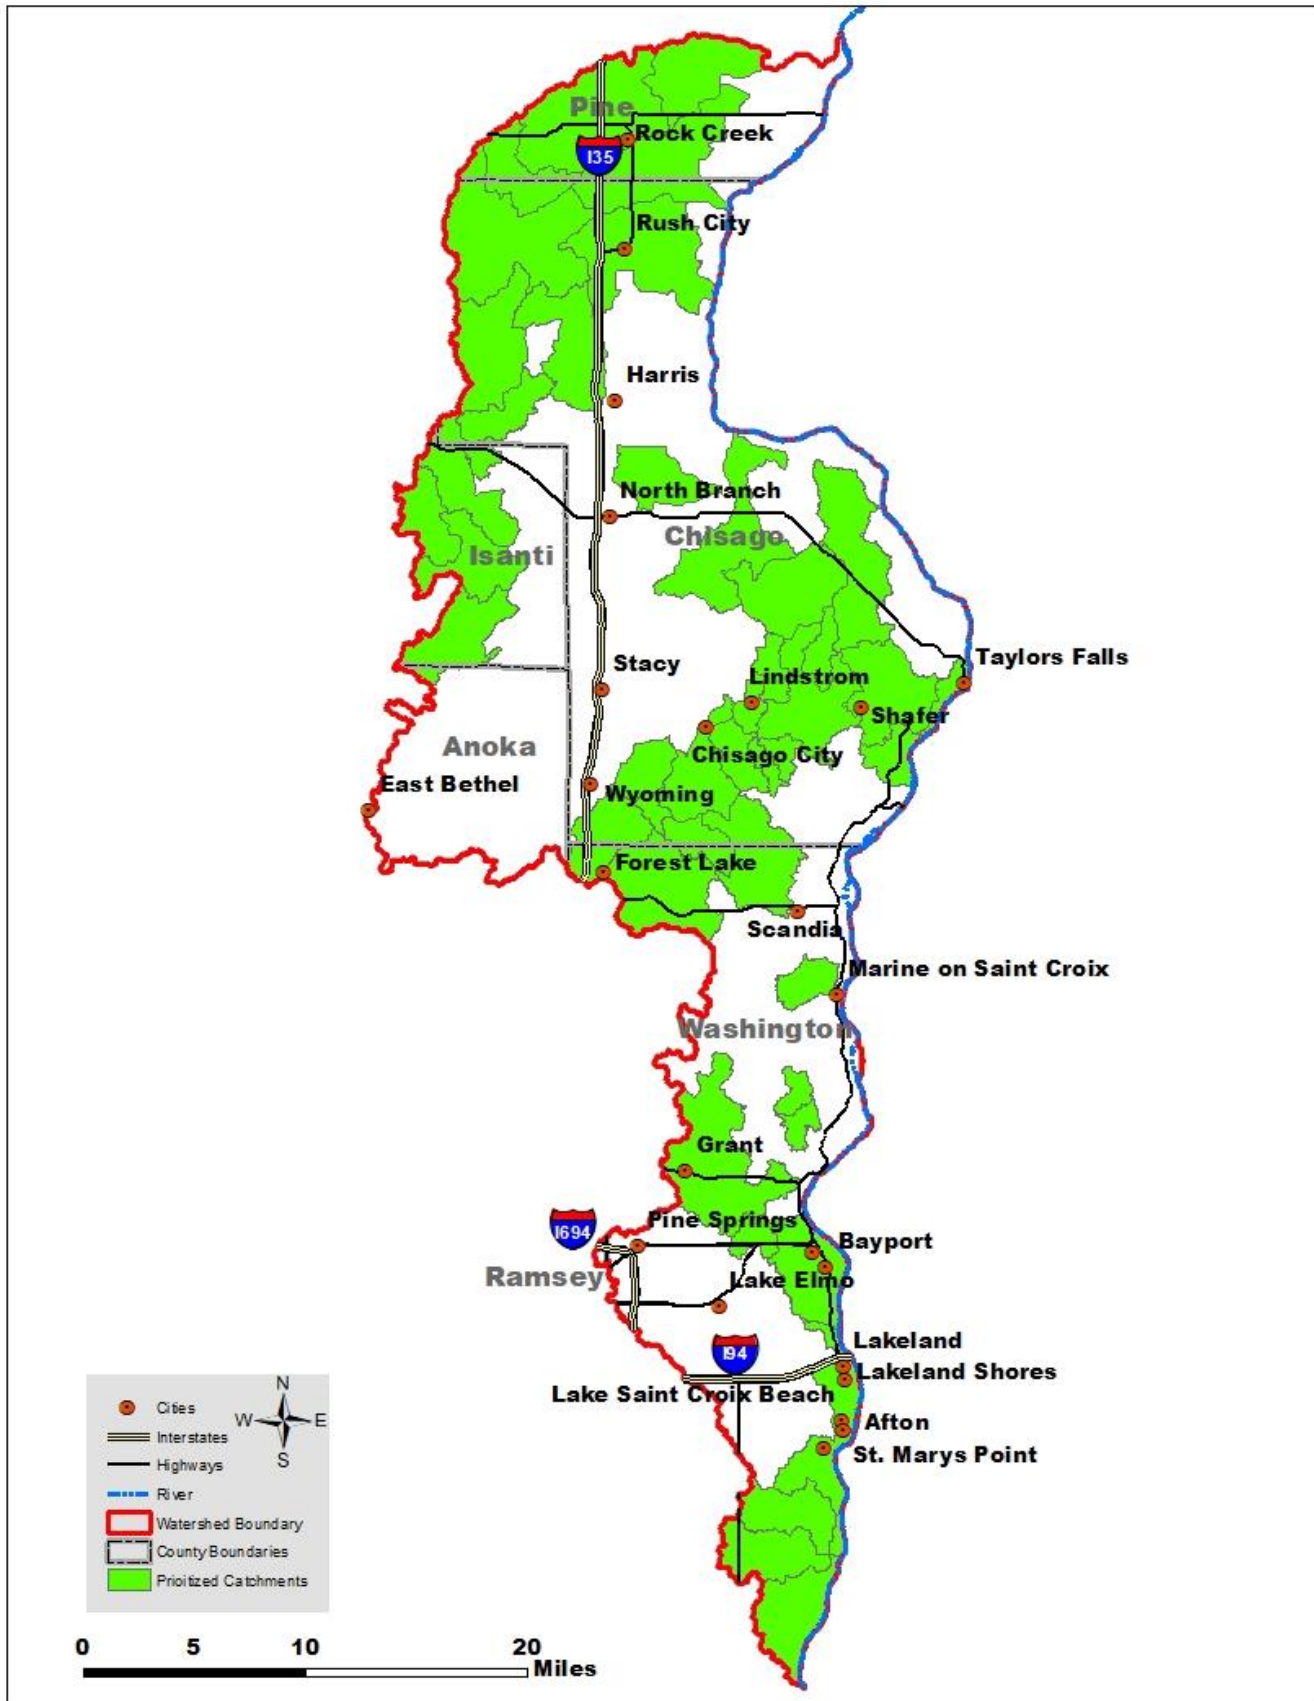 Pine
Rock Creek
135
Rush City
Harris
North Branch
Chisago
Isanti
Taylors Falls
Stacy
Lindstrom
Shafer
Anoka
Chisago City
East Bethel
Wyoming
Forest Lake
Scandia
Marine on Saint Croix
Washington
Grant
Pine Springs
I694
Bayport
Ramsey
Lake Elmo
Lakeland
I94
Lakeland Shores
Lake Saint Croix Beach
Afton
St. Marys Point
N
W
E
S
Cities
Interstates
Highways
River
Watershed Boundary
County Boundaries
Prioitized Catchments
0 10 20
Miles